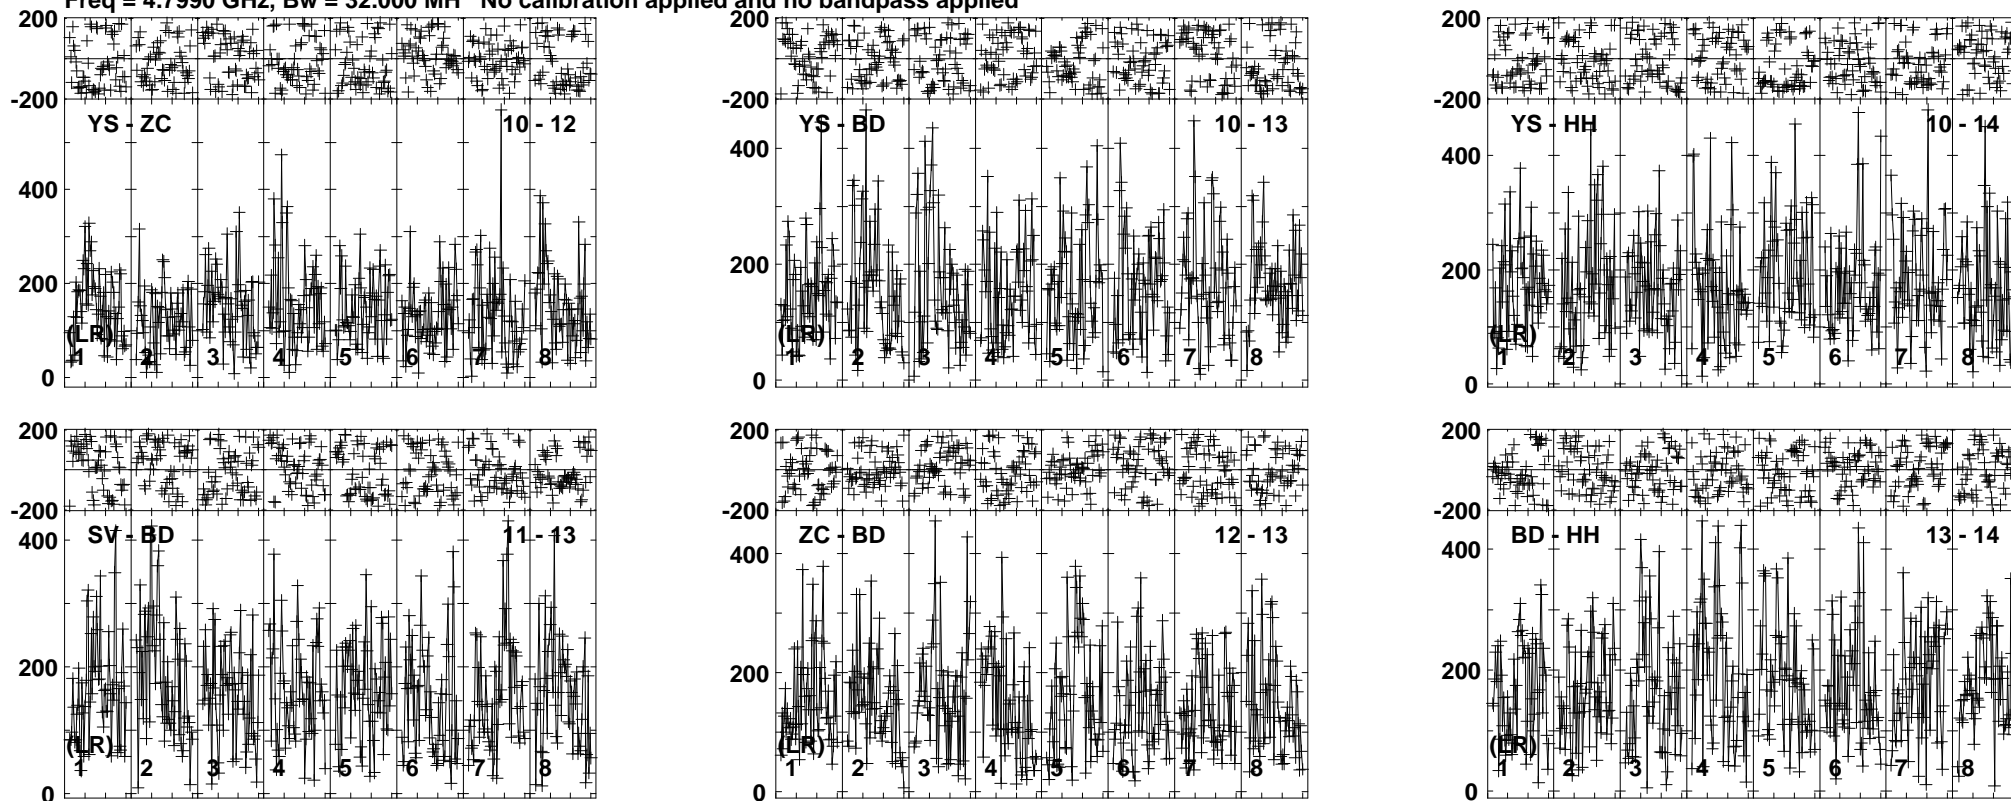 Freq = 4.7990 GHz, Bw = 32.000 MH No calibration applied and no bandpass applied
200
-200
YS - ZC 10 - 12
400
200
0
(LR)
1 2 3 4 5 6 7 8
200
-200
YS - BD 10 - 13
400
200
0
(LR)
1 2 3 4 5 6 7 8
200
-200
YS - HH 10 - 14
400
200
0
(LR)
1 2 3 4 5 6 7 8
200
-200
SV - BD 11 - 13
400
200
0
(LR)
1 2 3 4 5 6 7 8
200
-200
ZC - BD 12 - 13
400
200
0
(LR)
1 2 3 4 5 6 7 8
200
-200
BD - HH 13 - 14
400
200
0
(LR)
1 2 3 4 5 6 7 8